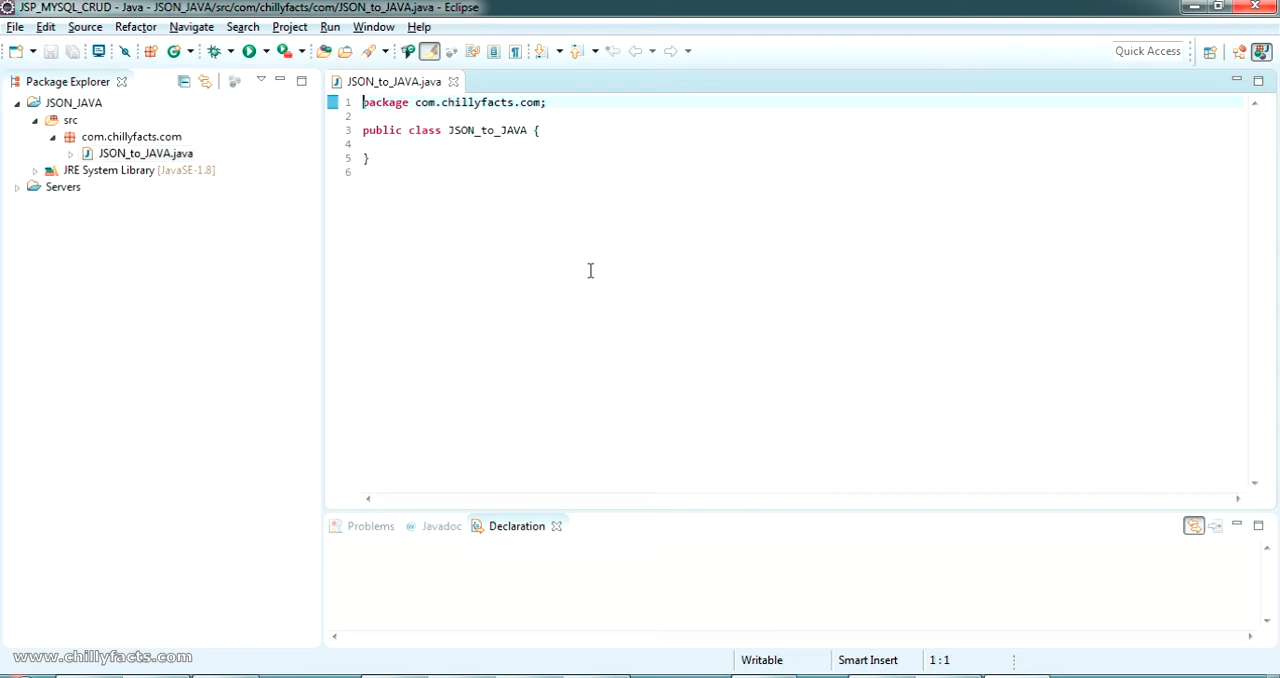 JSP_MYSQL_CRUD - Java - JSON_JAVA/src/com/chillyfacts/com/JSON_to_JAVA.java - Eclipse
File Edit Source Refactor Navigate Search Project Run Window Help
Quick Access
Package Explorer
JSON_JAVA
src
com.chillyfacts.com
JSON_to_JAVA.java
JRE System Library [JavaSE-1.8]
Servers
JSON_to_JAVA.java
1 package com.chillyfacts.com;
2
3 public class JSON_to_JAVA {
4
5 }
6
Problems @ Javadoc Declaration
www.chillyfacts.com
Writable Smart Insert 1 : 1